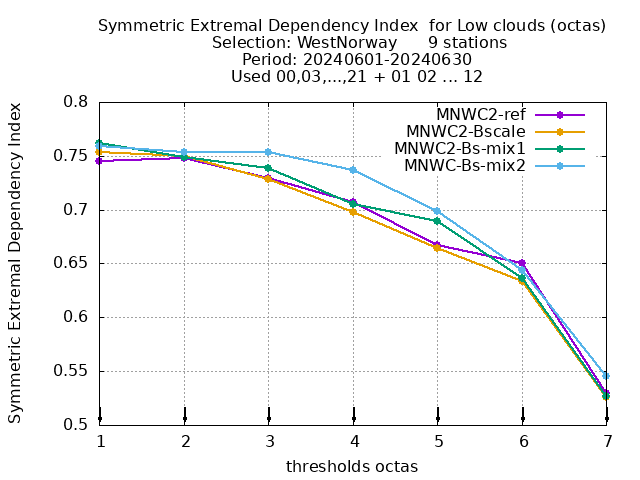 Symmetric Extremal Dependency Index  for Low clouds (octas)
Selection: WestNorway      9 stations
Period: 20240601-20240630
Used 00,03,...,21 + 01 02 ... 12
Symmetric Extremal Dependency Index
0.8
0.75
0.7
0.65
0.6
0.55
0.5
MNWC2-ref
MNWC2-Bscale
MNWC2-Bs-mix1
MNWC-Bs-mix2
1 2 3 4 5 6 7
thresholds octas